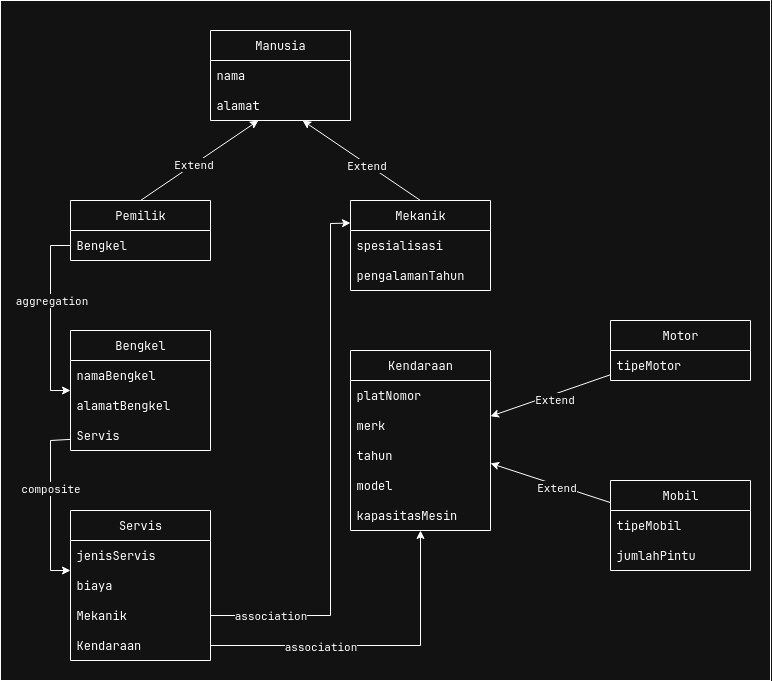 Manusia
nama
alamat
Extend
Extend
Pemilik
Bengkel
Mekanik
spesialisasi
pengalamanTahun
aggregation
Bengkel
namaBengkel
alamatBengkel
Servis
Kendaraan
platNomor
merk
tahun
model
kapasitasMesin
Motor
tipeMotor
Extend
Extend
Mobil
tipeMobil
jumlahPintu
composite
Servis
jenisServis
biaya
Mekanik
Kendaraan
association
association